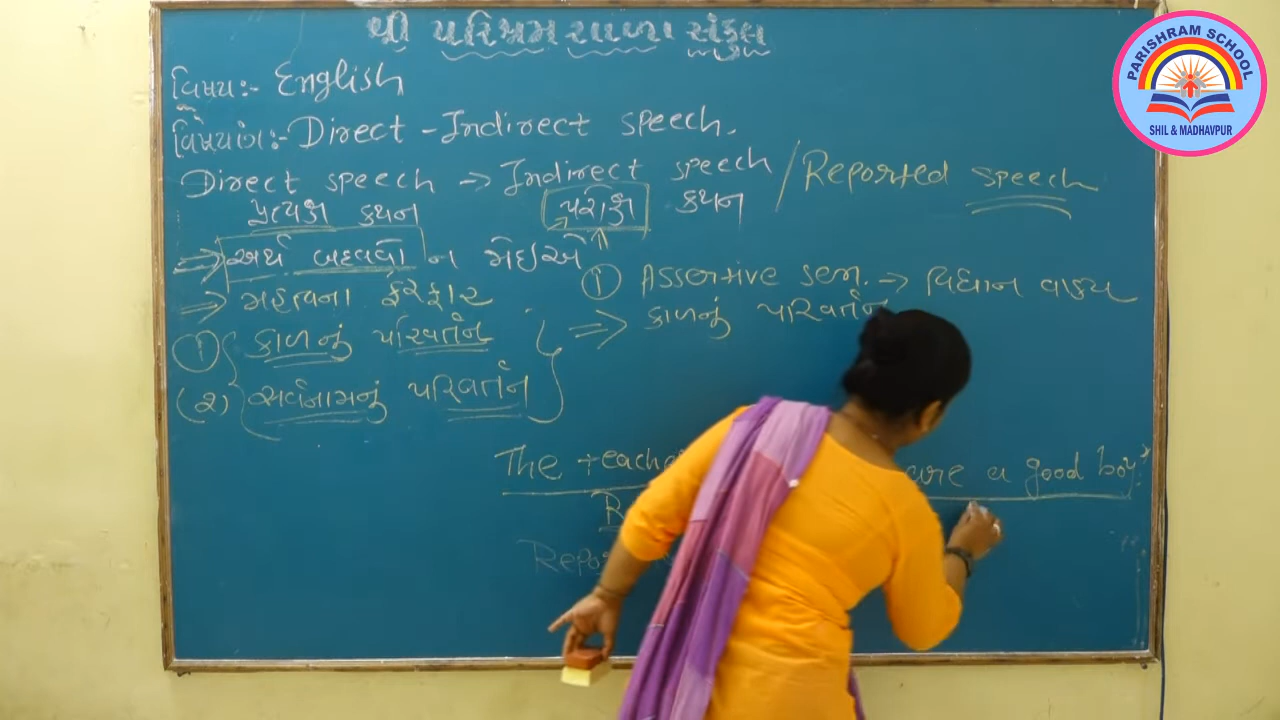 શ્રી પરિશ્રમ શાળા સંકુલ
વિષય:- English
વિષયાંગ:- Direct - Indirect speech.
Direct speech → Indirect speech / Reported speech
પ્રત્યક્ષ કથન પરોક્ષ કથન
⇒ અર્થ બદલવો ન જોઈએ
① Assertive sen. → વિધાન વાક્ય
⇒ મહત્વના ફેરફાર
① કાળનું પરિવર્તન ⇒ કાળનું પરિવર્તન
(૨) સર્વનામનું પરિવર્તન
The teacher are a good boy."
PARISHRAM SCHOOL
SHIL & MADHAVPUR